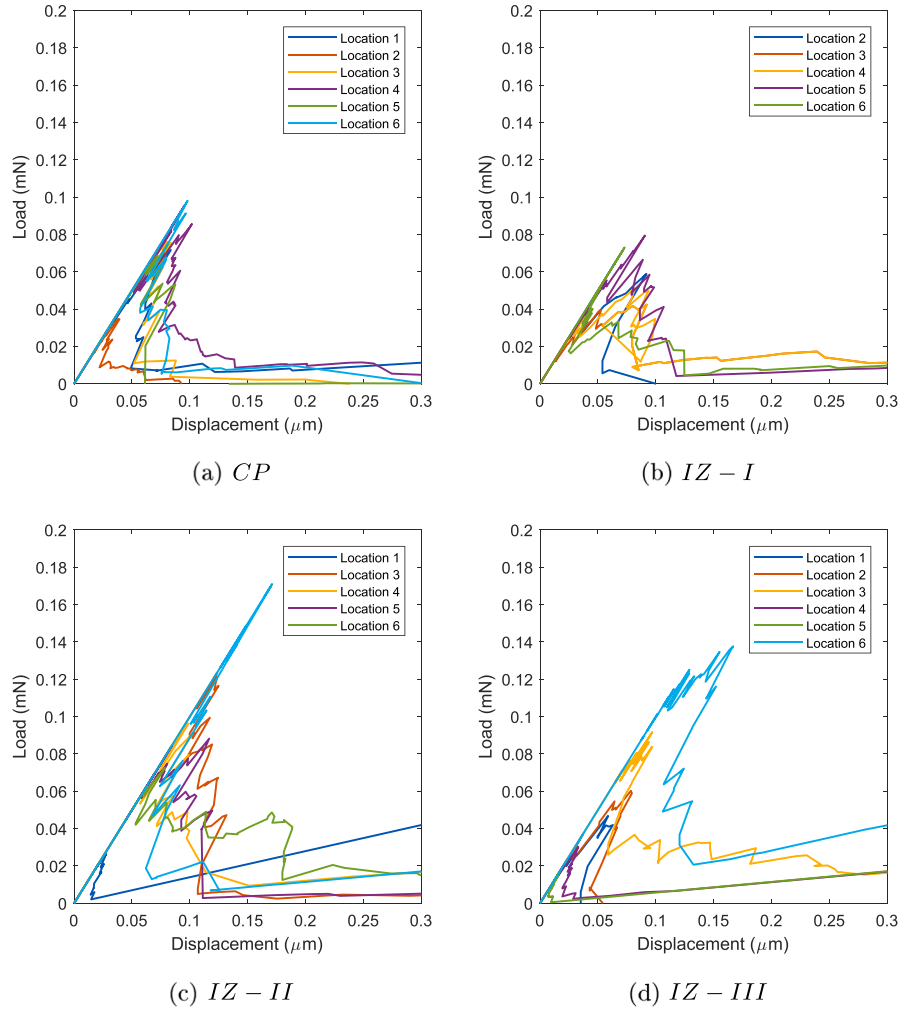 0.2
0.18
0.16
0.14
0.12
0.1
0.08
0.06
0.04
0.02
0
Load (mN)
0 0.05 0.1 0.15 0.2 0.25 0.3
Displacement (μm)
Location 1
Location 2
Location 3
Location 4
Location 5
Location 6
(a) CP
0.2
0.18
0.16
0.14
0.12
0.1
0.08
0.06
0.04
0.02
0
Load (mN)
0 0.05 0.1 0.15 0.2 0.25 0.3
Displacement (μm)
Location 2
Location 3
Location 4
Location 5
Location 6
(b) IZ − I
0.2
0.18
0.16
0.14
0.12
0.1
0.08
0.06
0.04
0.02
0
Load (mN)
0 0.05 0.1 0.15 0.2 0.25 0.3
Displacement (μm)
Location 1
Location 3
Location 4
Location 5
Location 6
(c) IZ − II
0.2
0.18
0.16
0.14
0.12
0.1
0.08
0.06
0.04
0.02
0
Load (mN)
0 0.05 0.1 0.15 0.2 0.25 0.3
Displacement (μm)
Location 1
Location 2
Location 3
Location 4
Location 5
Location 6
(d) IZ − III